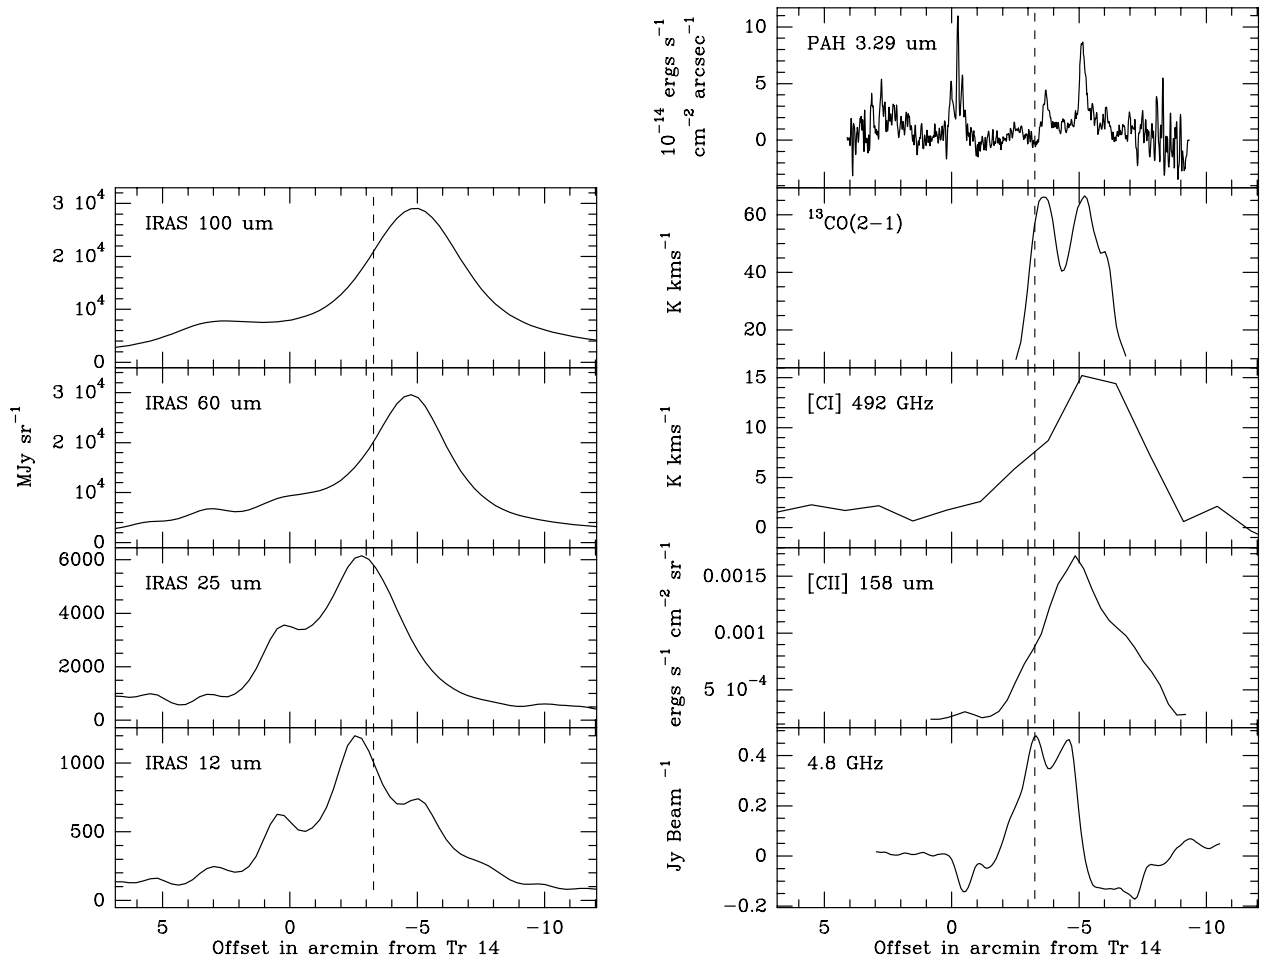 IRAS 100 um
3 10^4
2 10^4
10^4
0
IRAS 60 um
3 10^4
2 10^4
10^4
0
MJy sr^-1
IRAS 25 um
6000
4000
2000
0
IRAS 12 um
1000
500
0
5 0 −5 −10
Offset in arcmin from Tr 14
PAH 3.29 um
10
5
0
10^-14 ergs s^-1
cm^-2 arcsec^-1
^13CO(2−1)
60
40
20
K kms^-1
[CI] 492 GHz
15
10
5
0
K kms^-1
[CII] 158 um
0.0015
0.001
5 10^-4
ergs s^-1 cm^-2 sr^-1
4.8 GHz
0.4
0.2
0
−0.2
Jy Beam ^-1
5 0 −5 −10
Offset in arcmin from Tr 14